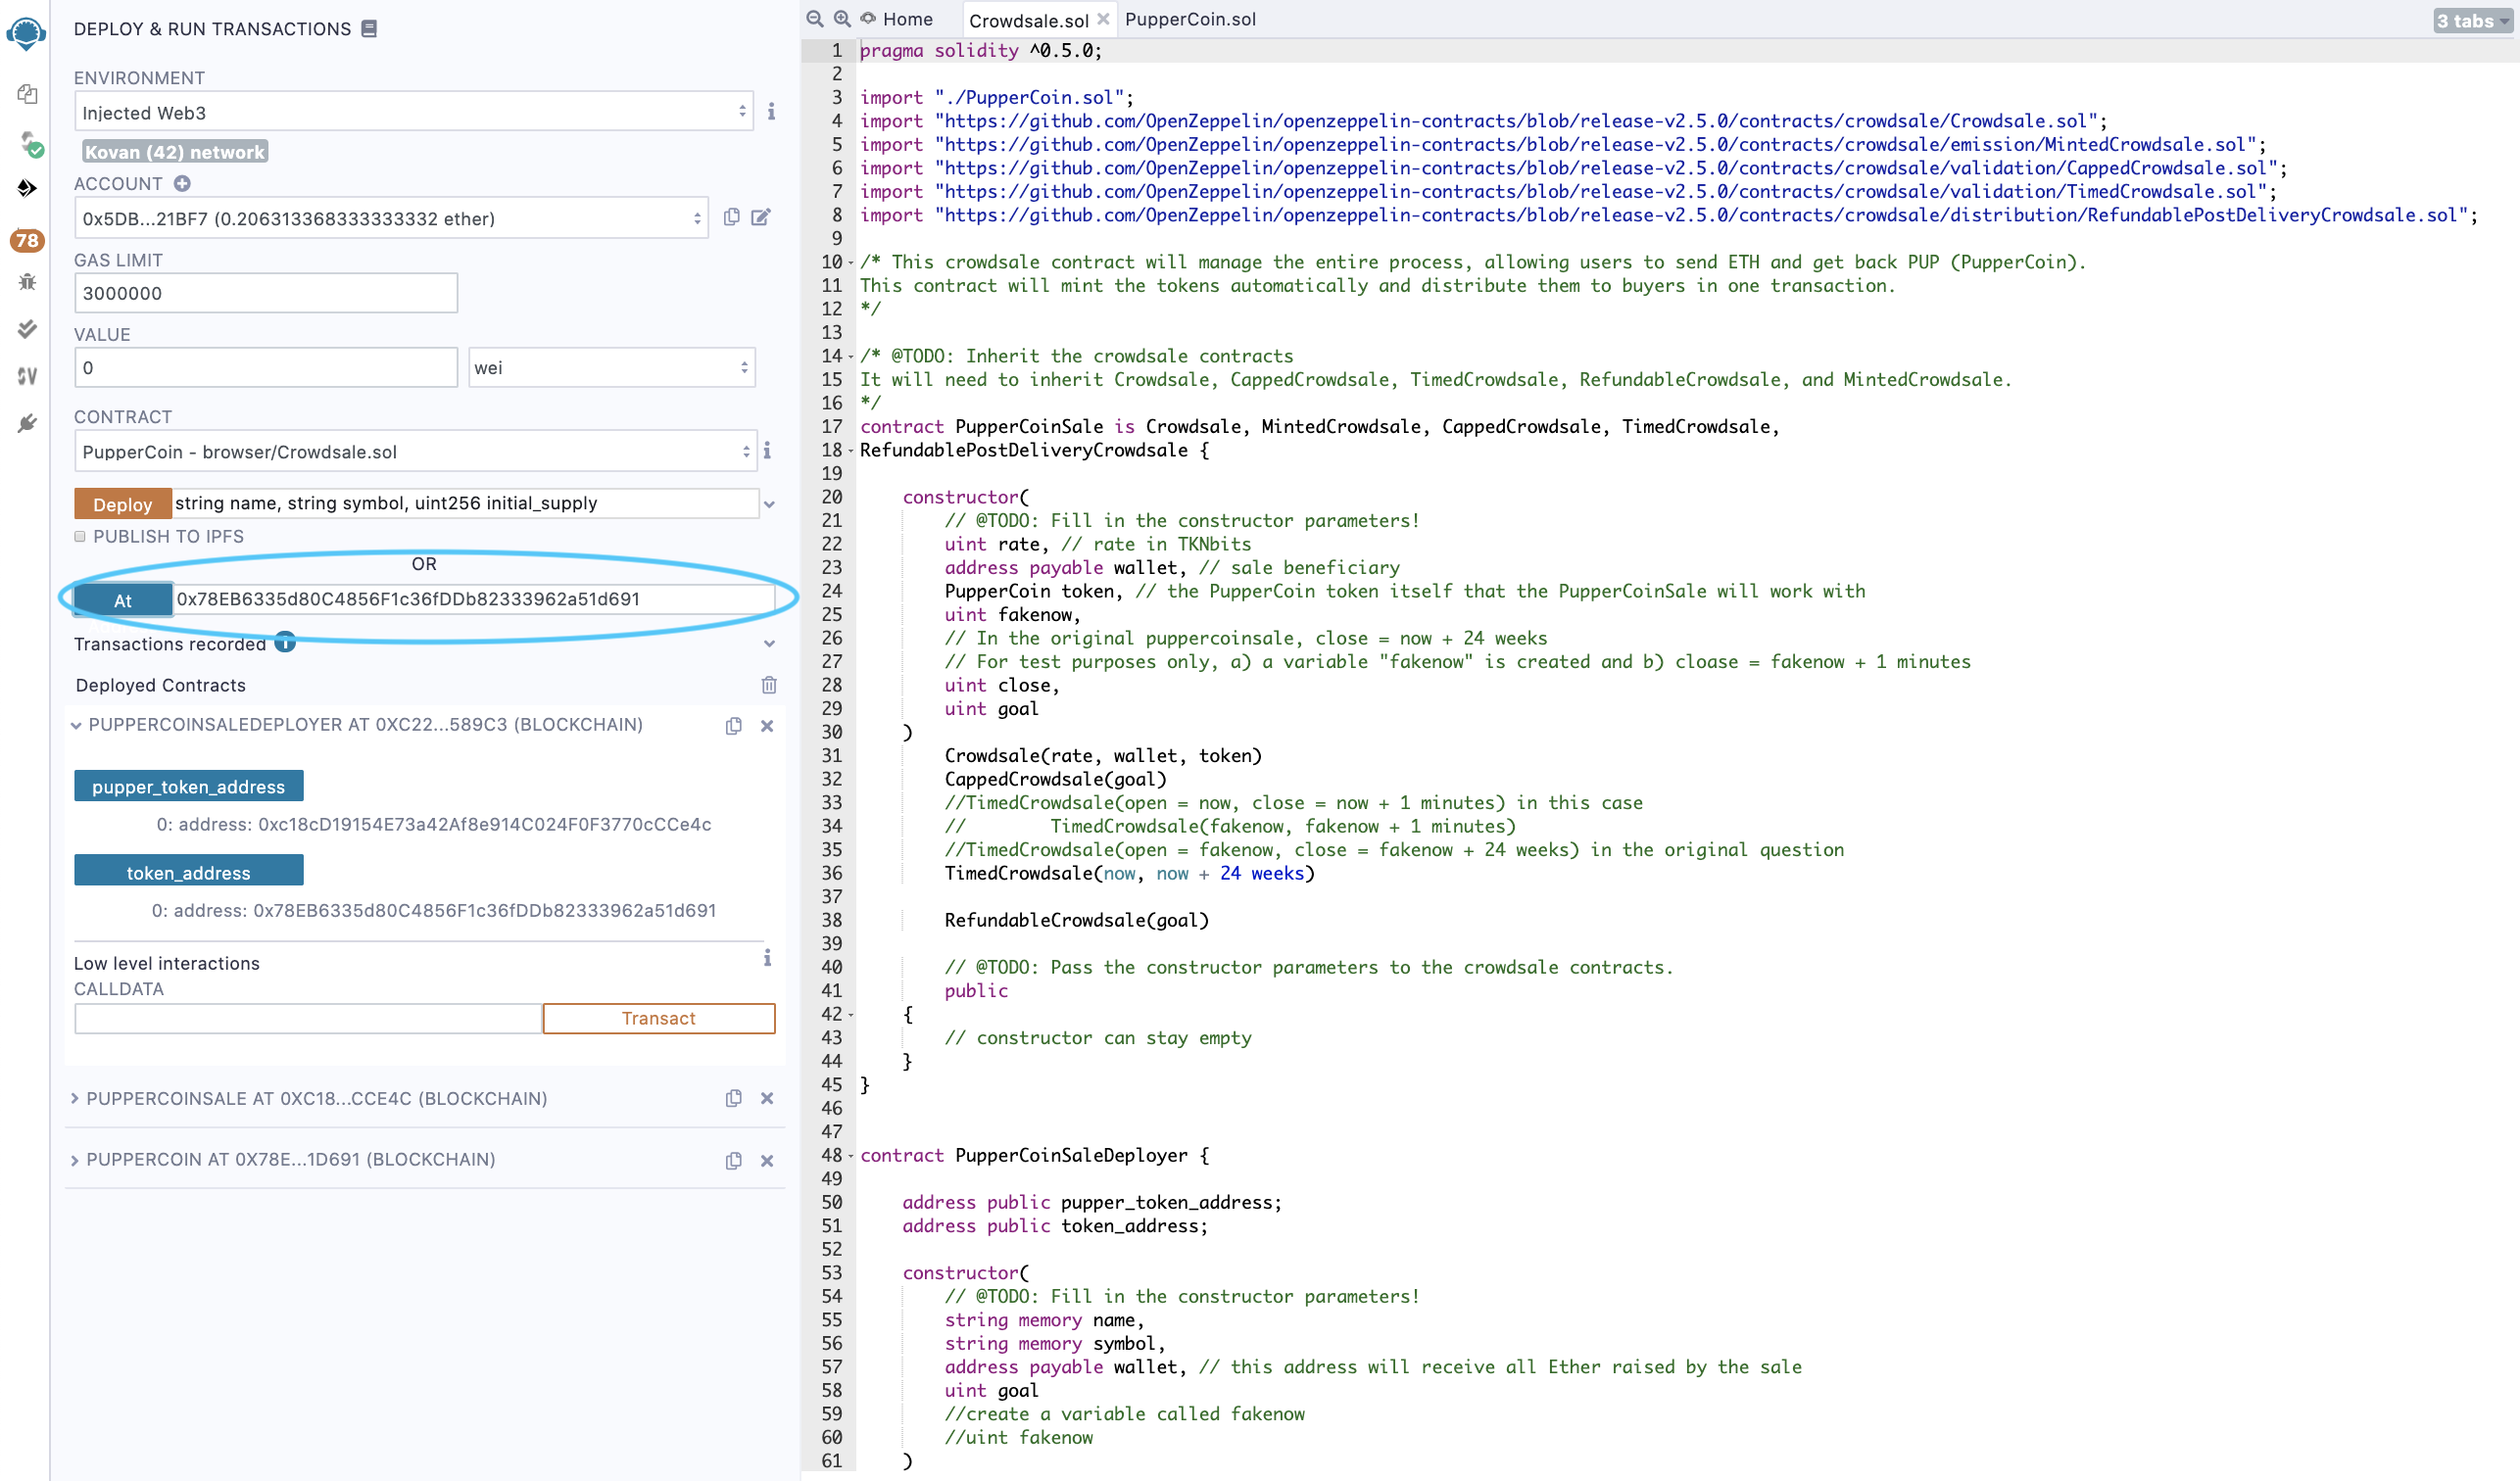 DEPLOY & RUN TRANSACTIONS
ENVIRONMENT
Injected Web3
Kovan (42) network
ACCOUNT
0x5DB...21BF7 (0.206313368333333332 ether)
78
GAS LIMIT
3000000
VALUE
0
wei
CONTRACT
PupperCoin - browser/Crowdsale.sol
Deploy string name, string symbol, uint256 initial_supply
PUBLISH TO IPFS
OR
At 0x78EB6335d80C4856F1c36fDDb82333962a51d691
Transactions recorded 1
Deployed Contracts
PUPPERCOINSALEDEPLOYER AT 0XC22...589C3 (BLOCKCHAIN)
pupper_token_address
0: address: 0xc18cD19154E73a42Af8e914C024F0F3770cCCe4c
token_address
0: address: 0x78EB6335d80C4856F1c36fDDb82333962a51d691
Low level interactions
CALLDATA
Transact
PUPPERCOINSALE AT 0XC18...CCE4C (BLOCKCHAIN)
PUPPERCOIN AT 0X78E...1D691 (BLOCKCHAIN)
Home
Crowdsale.sol
PupperCoin.sol
3 tabs
1 pragma solidity ^0.5.0;
2
3 import "./PupperCoin.sol";
4 import "https://github.com/OpenZeppelin/openzeppelin-contracts/blob/release-v2.5.0/contracts/crowdsale/Crowdsale.sol";
5 import "https://github.com/OpenZeppelin/openzeppelin-contracts/blob/release-v2.5.0/contracts/crowdsale/emission/MintedCrowdsale.sol";
6 import "https://github.com/OpenZeppelin/openzeppelin-contracts/blob/release-v2.5.0/contracts/crowdsale/validation/CappedCrowdsale.sol";
7 import "https://github.com/OpenZeppelin/openzeppelin-contracts/blob/release-v2.5.0/contracts/crowdsale/validation/TimedCrowdsale.sol";
8 import "https://github.com/OpenZeppelin/openzeppelin-contracts/blob/release-v2.5.0/contracts/crowdsale/distribution/RefundablePostDeliveryCrowdsale.sol";
9
10 /* This crowdsale contract will manage the entire process, allowing users to send ETH and get back PUP (PupperCoin).
11 This contract will mint the tokens automatically and distribute them to buyers in one transaction.
12 */
13
14 /* @TODO: Inherit the crowdsale contracts
15 It will need to inherit Crowdsale, CappedCrowdsale, TimedCrowdsale, RefundableCrowdsale, and MintedCrowdsale.
16 */
17 contract PupperCoinSale is Crowdsale, MintedCrowdsale, CappedCrowdsale, TimedCrowdsale,
18 RefundablePostDeliveryCrowdsale {
19
20 constructor(
21 // @TODO: Fill in the constructor parameters!
22 uint rate, // rate in TKNbits
23 address payable wallet, // sale beneficiary
24 PupperCoin token, // the PupperCoin token itself that the PupperCoinSale will work with
25 uint fakenow,
26 // In the original puppercoinsale, close = now + 24 weeks
27 // For test purposes only, a) a variable "fakenow" is created and b) cloase = fakenow + 1 minutes
28 uint close,
29 uint goal
30 )
31 Crowdsale(rate, wallet, token)
32 CappedCrowdsale(goal)
33 //TimedCrowdsale(open = now, close = now + 1 minutes) in this case
34 // TimedCrowdsale(fakenow, fakenow + 1 minutes)
35 //TimedCrowdsale(open = fakenow, close = fakenow + 24 weeks) in the original question
36 TimedCrowdsale(now, now + 24 weeks)
37
38 RefundableCrowdsale(goal)
39
40 // @TODO: Pass the constructor parameters to the crowdsale contracts.
41 public
42 {
43 // constructor can stay empty
44 }
45 }
46
47
48 contract PupperCoinSaleDeployer {
49
50 address public pupper_token_address;
51 address public token_address;
52
53 constructor(
54 // @TODO: Fill in the constructor parameters!
55 string memory name,
56 string memory symbol,
57 address payable wallet, // this address will receive all Ether raised by the sale
58 uint goal
59 //create a variable called fakenow
60 //uint fakenow
61 )